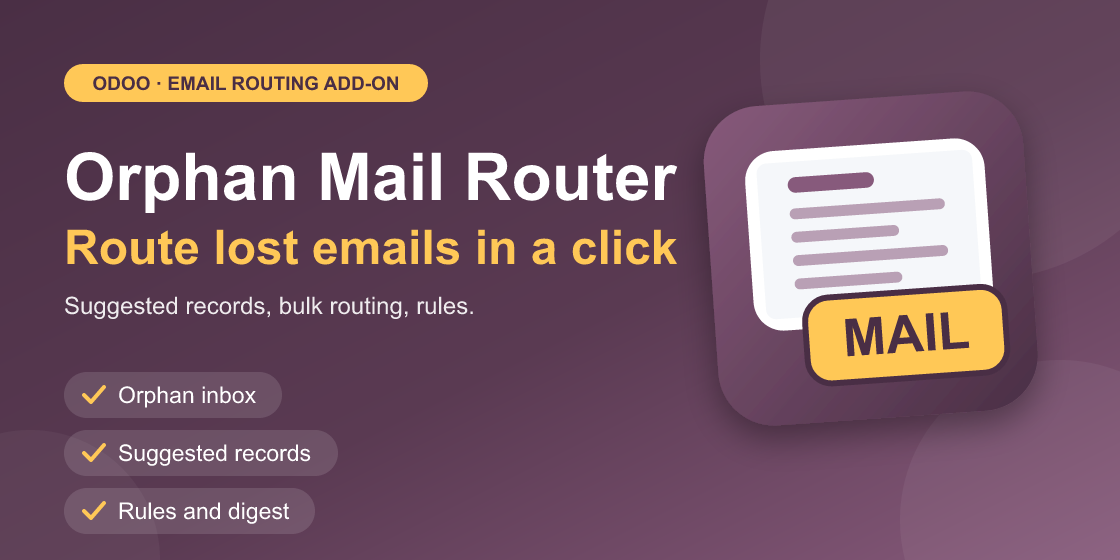 ODOO · EMAIL ROUTING ADD-ON
Orphan Mail Router
Route lost emails in a click
Suggested records, bulk routing, rules.
Orphan inbox
Suggested records
Rules and digest
MAIL